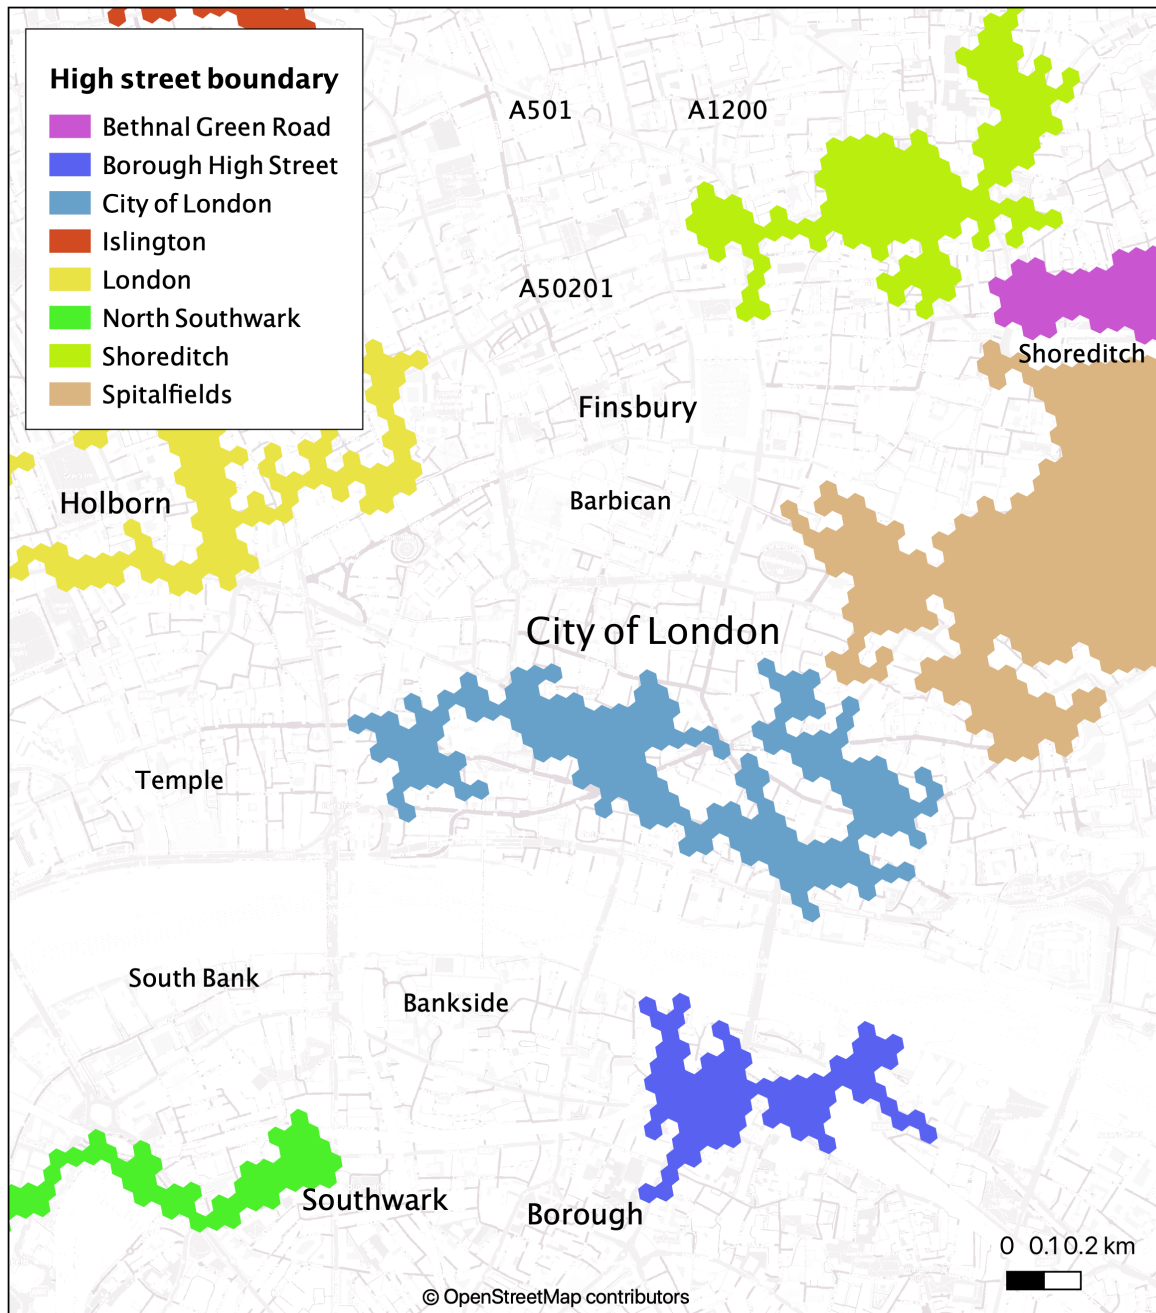 High street boundary
Bethnal Green Road
Borough High Street
City of London
Islington
London
North Southwark
Shoreditch
Spitalfields
A501
A1200
A50201
Shoreditch
Finsbury
Barbican
Holborn
City of London
Temple
South Bank
Bankside
Southwark
Borough
0 0.1 0.2 km
© OpenStreetMap contributors